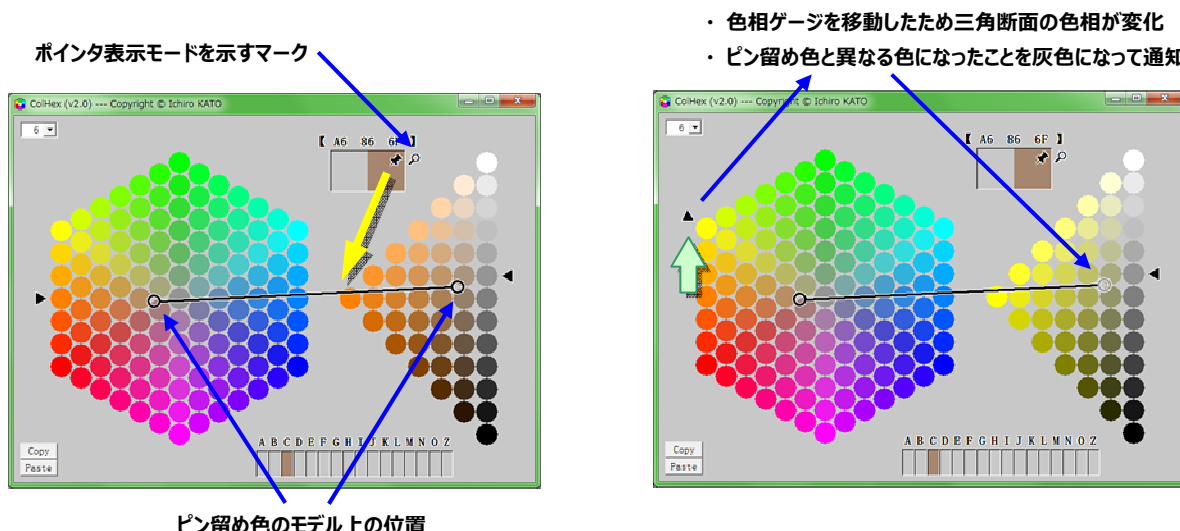 ポインタ表示モードを示すマーク
ColHex (v2.0) --- Copyright © Ichiro KATO
6
【 A6 86 6F 】
A B C D E F G H I J K L M N O Z
Copy
Paste
ピン留め色のモデル上の位置
・ 色相ゲージを移動したため三角断面の色相が変化
・ ピン留め色と異なる色になったことを灰色になって通知
ColHex (v2.0) --- Copyright © Ichiro KATO
6
【 A6 86 6F 】
A B C D E F G H I J K L M N O Z
Copy
Paste